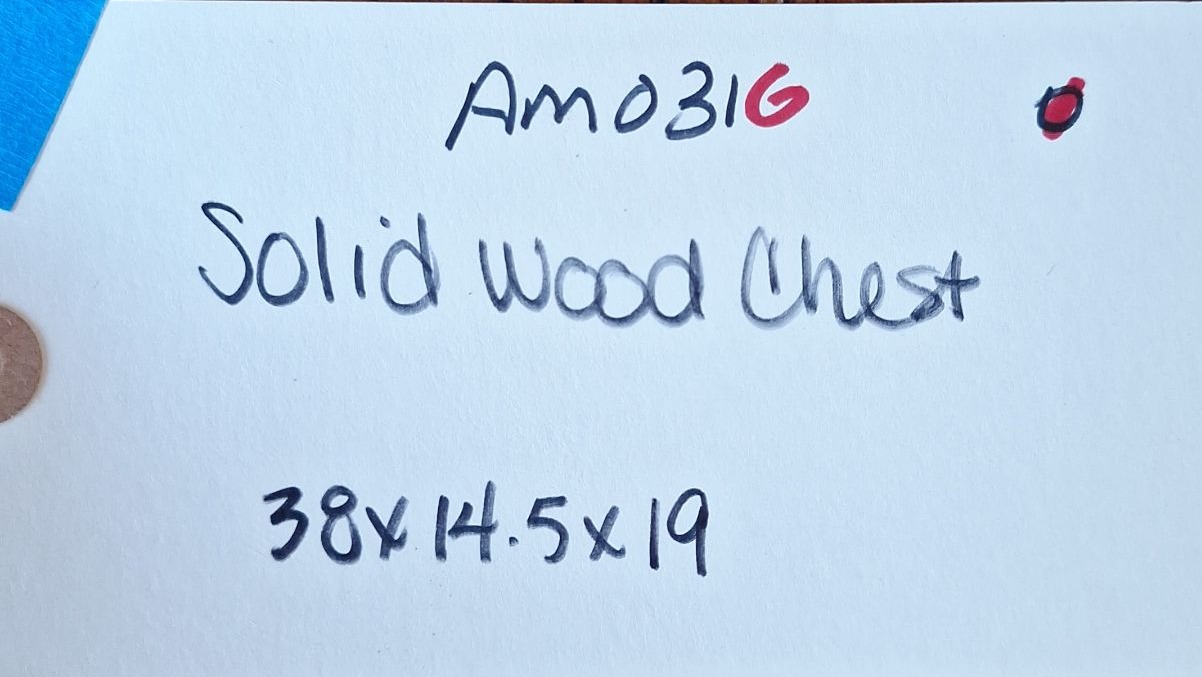 AM031G
Solid Wood Chest
38x14.5x19